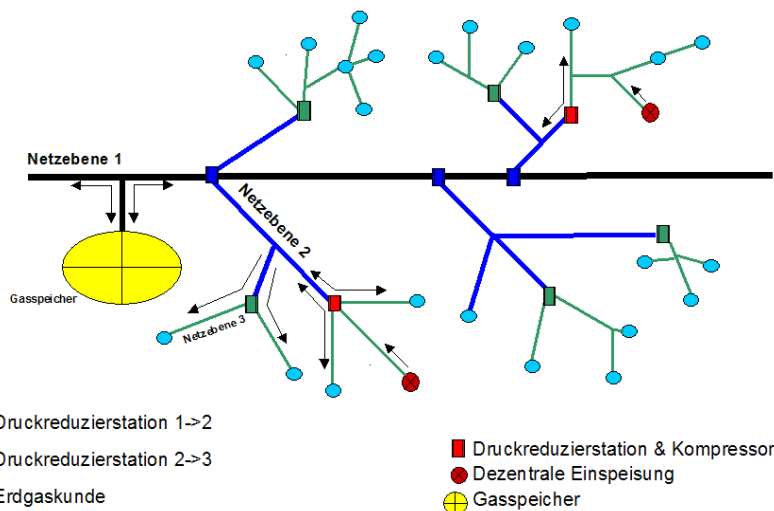 Netzebene 1
Netzebene 2
Gasspeicher
Netzebene 3
Druckreduzierstation 1->2
Druckreduzierstation 2->3
Erdgaskunde
Druckreduzierstation & Kompressor
Dezentrale Einspeisung
Gasspeicher